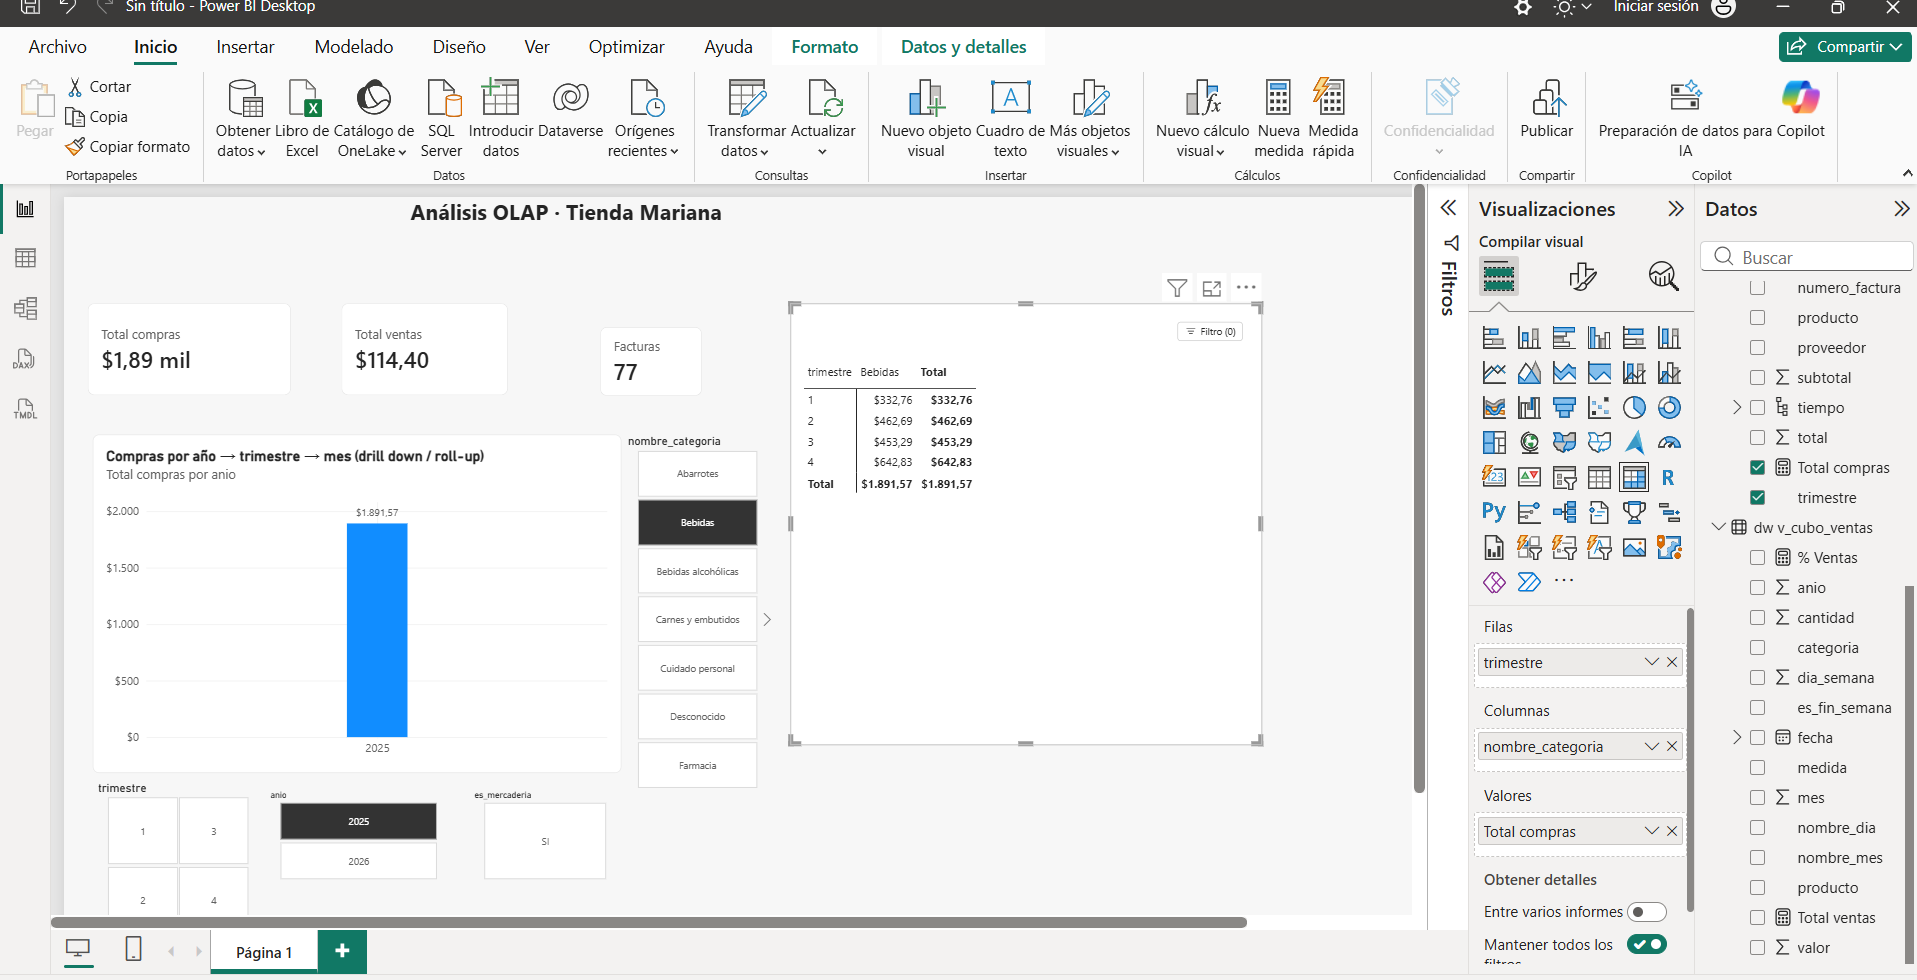 Sin título - Power BI Desktop
Iniciar sesión
Archivo
Inicio
Insertar
Modelado
Diseño
Ver
Optimizar
Ayuda
Formato
Datos y detalles
Compartir
Pegar
Cortar
Copia
Copiar formato
Portapapeles
Obtener datos
Libro de Excel
Catálogo de OneLake
SQL Server
Introducir datos
Dataverse
Orígenes recientes
Datos
Transformar datos
Actualizar
Consultas
Nuevo objeto visual
Cuadro de texto
Más objetos visuales
Insertar
Nuevo cálculo visual
Nueva medida
Medida rápida
Cálculos
Confidencialidad
Confidencialidad
Publicar
Compartir
Preparación de datos para IA
Copilot
Copilot
Análisis OLAP · Tienda Mariana
Total compras
$1,89 mil
Total ventas
$114,40
Facturas
77
Compras por año → trimestre → mes (drill down / roll-up)
Total compras por anio
$2.000
$1.500
$1.000
$500
$0
$1.891,57
2025
nombre_categoria
Abarrotes
Bebidas
Bebidas alcohólicas
Carnes y embutidos
Cuidado personal
Desconocido
Farmacia
Filtro (0)
trimestre Bebidas Total
1 $332,76 $332,76
2 $462,69 $462,69
3 $453,29 $453,29
4 $642,83 $642,83
Total $1.891,57 $1.891,57
trimestre
1 3
2 4
anio
2025
2026
es_mercaderia
SI
Página 1
Filtros
Visualizaciones
Compilar visual
Filas
trimestre
Columnas
nombre_categoria
Valores
Total compras
Obtener detalles
Entre varios informes
Mantener todos los
filtros
Datos
Buscar
numero_factura
producto
proveedor
subtotal
tiempo
total
Total compras
trimestre
dw v_cubo_ventas
% Ventas
anio
cantidad
categoria
dia_semana
es_fin_semana
fecha
medida
mes
nombre_dia
nombre_mes
producto
Total ventas
valor